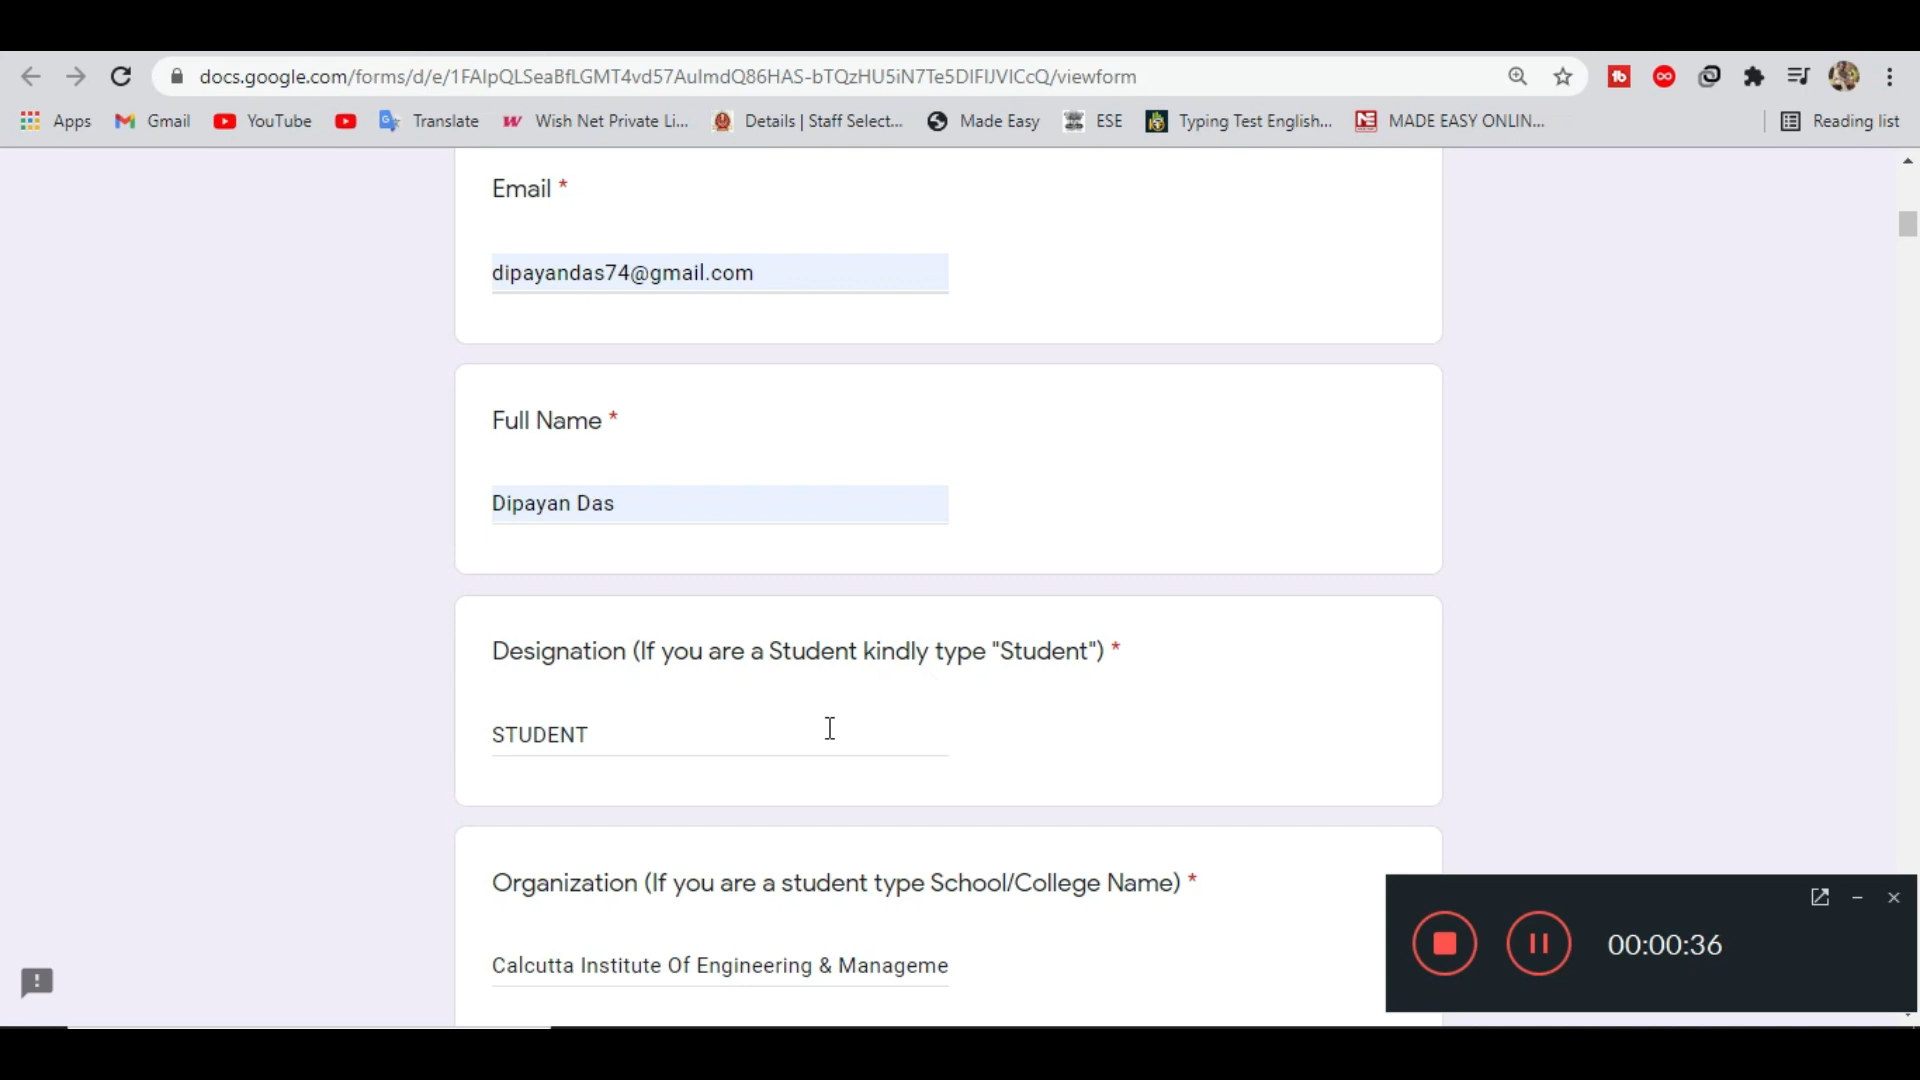 docs.google.com/forms/d/e/1FAIpQLSeaBfLGMT4vd57AuImdQ86HAS-bTQzHU5iN7Te5DIFIJVICcQ/viewform
Apps Gmail YouTube Translate Wish Net Private Li... Details | Staff Select... Made Easy ESE Typing Test English... MADE EASY ONLIN... Reading list
Email *
dipayandas74@gmail.com
Full Name *
Dipayan Das
Designation (If you are a Student kindly type "Student") *
STUDENT
Organization (If you are a student type School/College Name) *
Calcutta Institute Of Engineering & Manageme
00:00:36